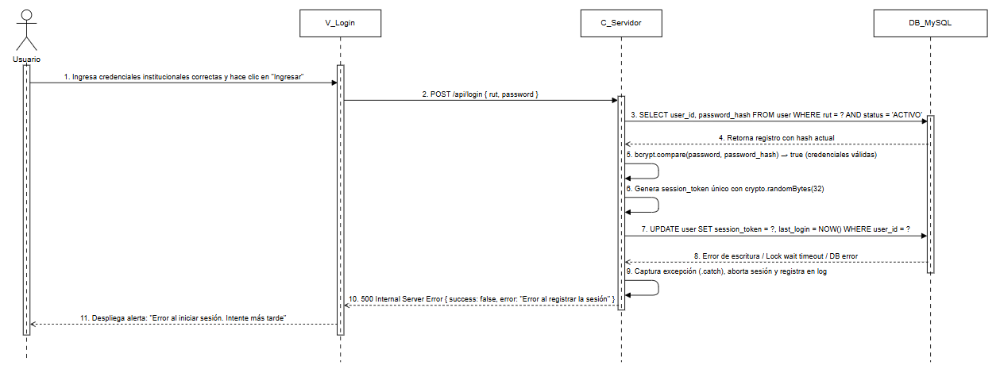 Usuario
V_Login
C_Servidor
DB_MySQL
1. Ingresa credenciales institucionales correctas y hace clic en "Ingresar"
2. POST /api/login { rut, password }
3. SELECT user_id, password_hash FROM user WHERE rut = ? AND status = 'ACTIVO'
4. Retorna registro con hash actual
5. bcrypt.compare(password, password_hash) → true (credenciales válidas)
6. Genera session_token único con crypto.randomBytes(32)
7. UPDATE user SET session_token = ?, last_login = NOW() WHERE user_id = ?
8. Error de escritura / Lock wait timeout / DB error
9. Captura excepción (.catch), aborta sesión y registra en log
10. 500 Internal Server Error { success: false, error: "Error al registrar la sesión" }
11. Despliega alerta: "Error al iniciar sesión. Intente más tarde"